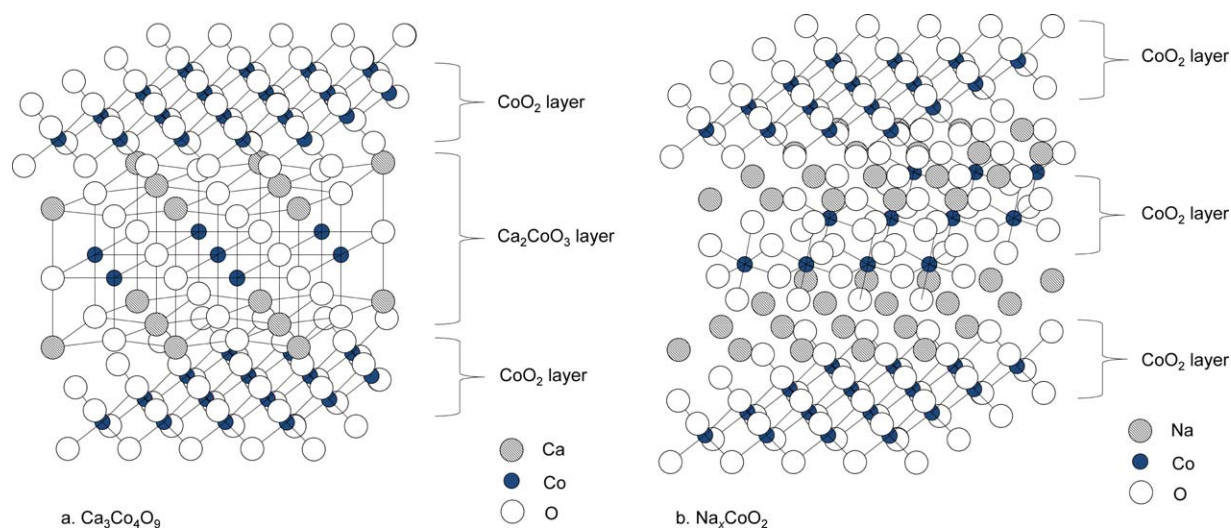 CoO₂ layer
Ca₂CoO₃ layer
CoO₂ layer
Ca
Co
O
a. Ca₃Co₄O₉
CoO₂ layer
CoO₂ layer
CoO₂ layer
Na
Co
O
b. NaₓCoO₂